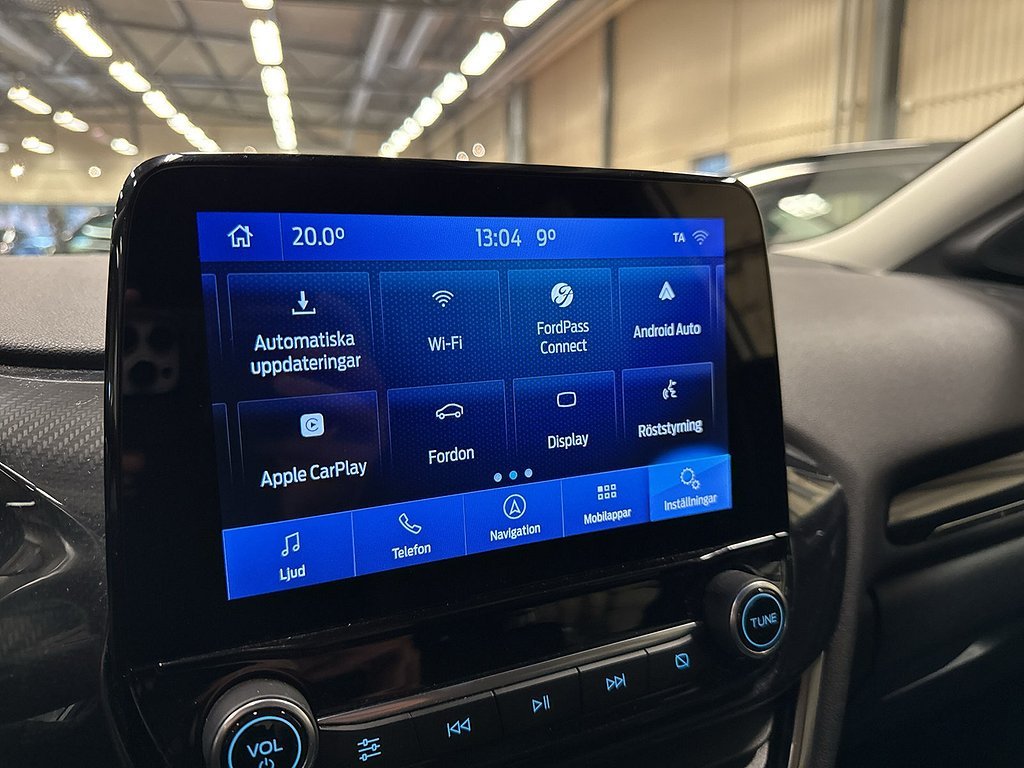 20.0° 13:04 9° TA
Automatiska
uppdateringar
Wi-Fi
FordPass
Connect
Android Auto
Apple CarPlay
Fordon
Display
Röststyrning
Ljud
Telefon
Navigation
Mobilappar
Inställningar
VOL
TUNE